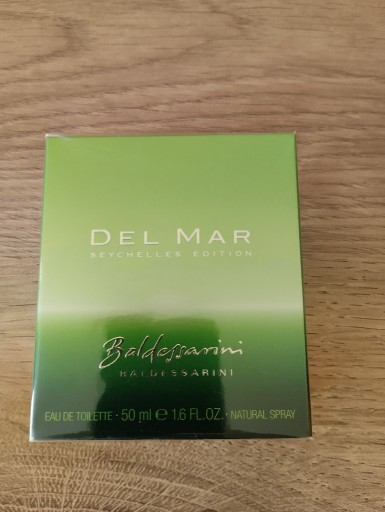 DEL MAR
SEYCHELLES EDITION
Baldessarini
BALDESSARINI
EAU DE TOILETTE · 50 ml ℮ 1.6 FL.OZ. · NATURAL SPRAY